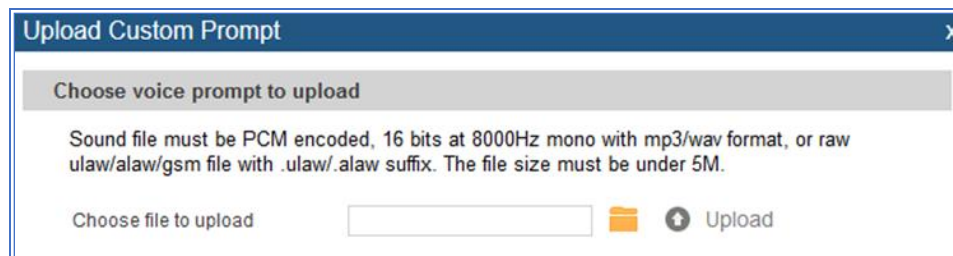 Upload Custom Prompt x
Choose voice prompt to upload
Sound file must be PCM encoded, 16 bits at 8000Hz mono with mp3/wav format, or raw
ulaw/alaw/gsm file with .ulaw/.alaw suffix. The file size must be under 5M.
Choose file to upload Upload